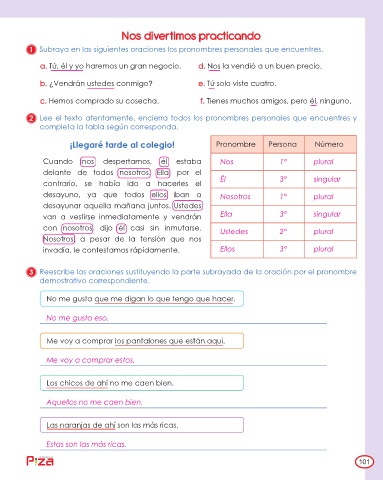 Nos divertimos practicando
1 Subraya en las siguientes oraciones los pronombres personales que encuentres.
a. Tú, él y yo haremos un gran negocio. d. Nos la vendió a un buen precio.
b. ¿Vendrán ustedes conmigo? e. Tú solo viste cuatro.
c. Hemos comprado su cosecha. f. Tienes muchos amigos, pero él, ninguno.
2 Lee el texto atentamente, encierra todos los pronombres personales que encuentres y
completa la tabla según corresponda.
¡Llegaré tarde al colegio!
Cuando nos despertamos, él estaba
delante de todos nosotros. Ella por el
contrario, se había ido a hacerles el
desayuno, ya que todos ellos iban a
desayunar aquella mañana juntos. Ustedes
van a vestirse inmediatamente y vendrán
con nosotros, dijo él casi sin inmutarse.
Nosotros, a pesar de la tensión que nos
invadía, le contestamos rápidamente.
Pronombre Persona Número
Nos 1° plural
Él 3° singular
Nosotros 1° plural
Ella 3° singular
Ustedes 2° plural
Ellos 3° plural
3 Reescribe las oraciones sustituyendo la parte subrayada de la oración por el pronombre
demostrativo correspondiente.
No me gusta que me digan lo que tengo que hacer.
No me gusta eso.
Me voy a comprar los pantalones que están aquí.
Me voy a comprar estos.
Los chicos de ahí no me caen bien.
Aquellos no me caen bien.
Las naranjas de ahí son las más ricas.
Estas son las más ricas.
P:za
101